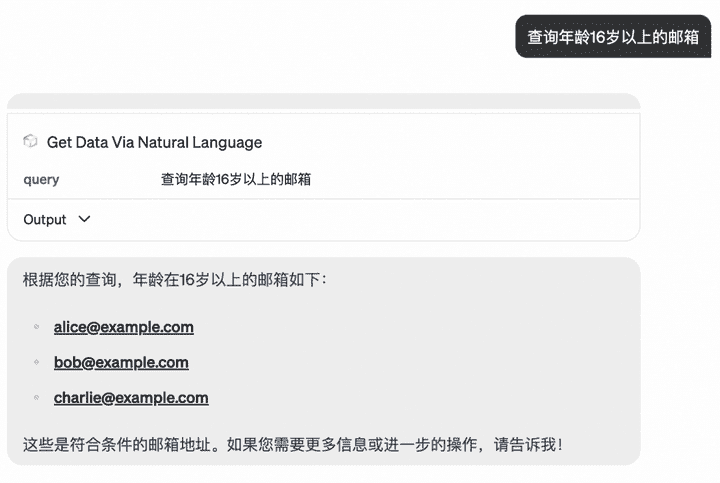 查询年龄16岁以上的邮箱
Get Data Via Natural Language
query 查询年龄16岁以上的邮箱
Output
根据您的查询，年龄在16岁以上的邮箱如下：
alice@example.com
bob@example.com
charlie@example.com
这些是符合条件的邮箱地址。如果您需要更多信息或进一步的操作，请告诉我！